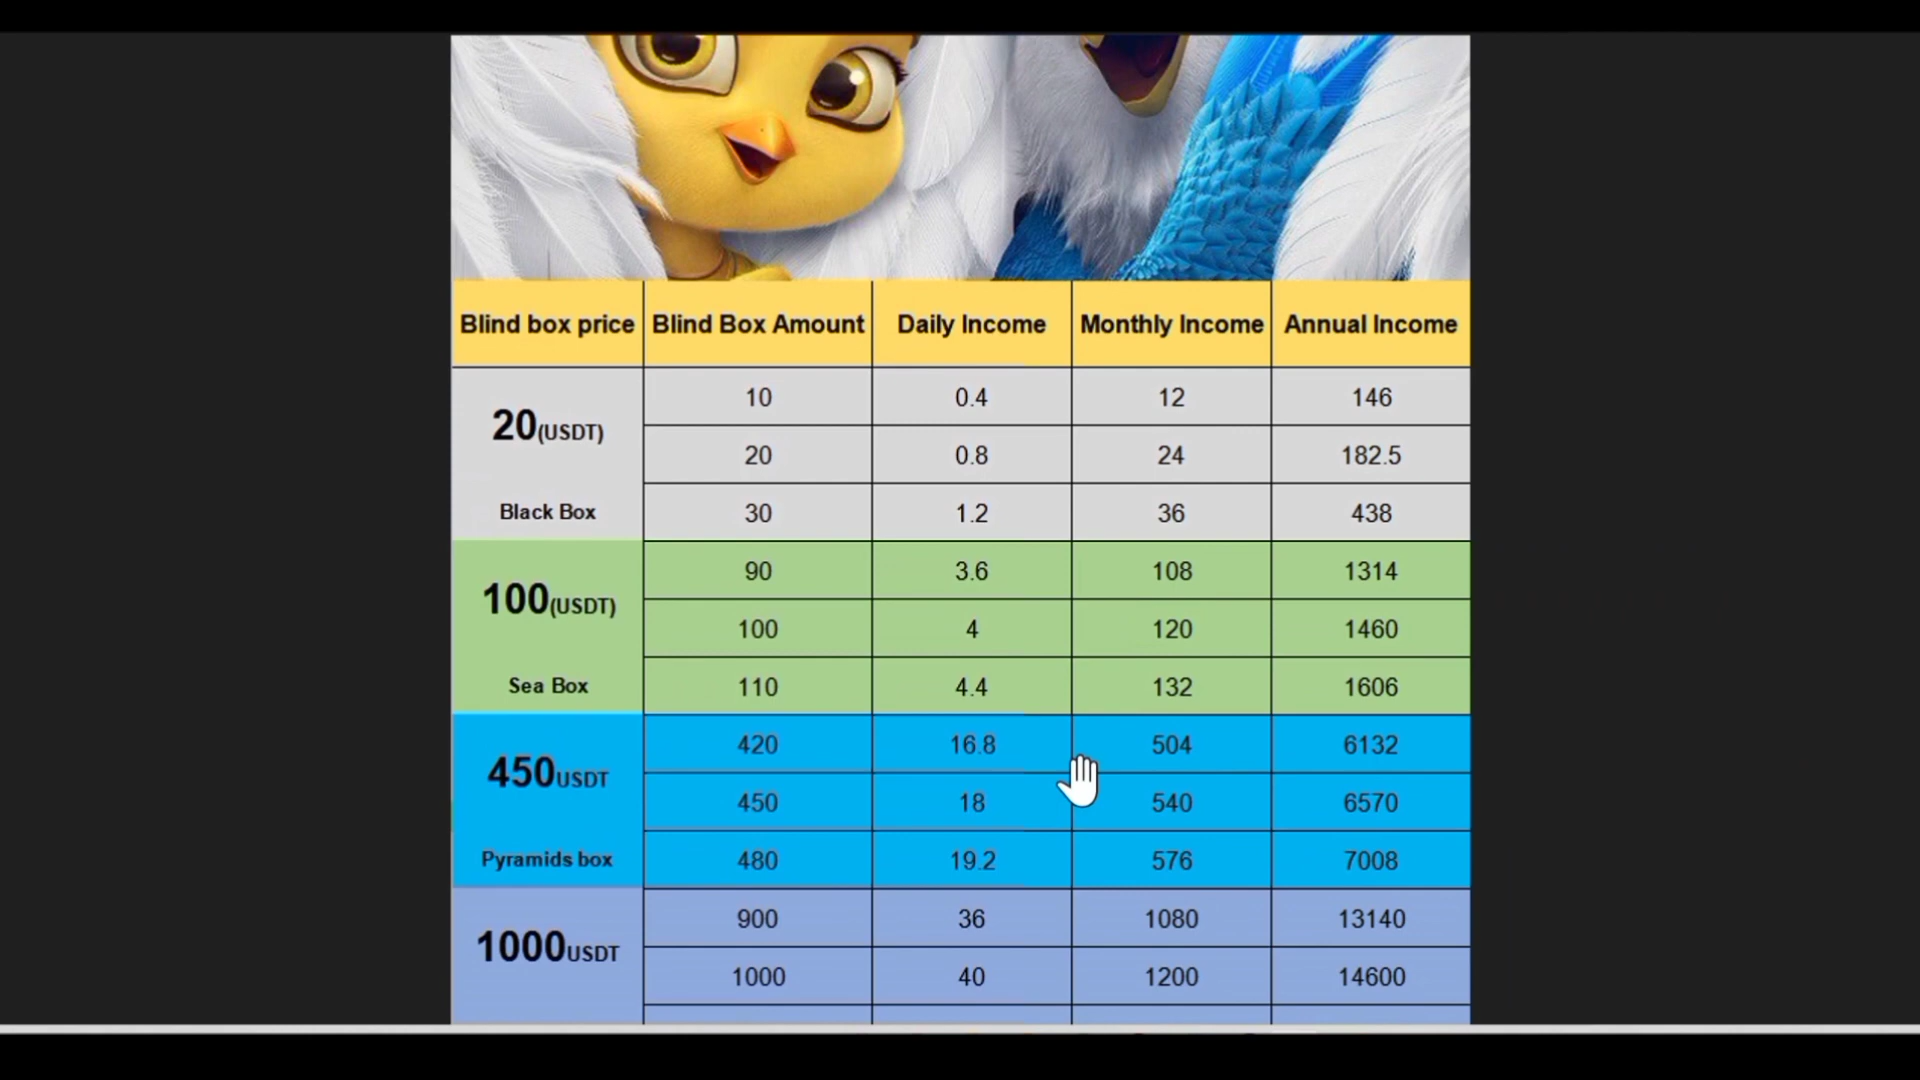 Blind box price Blind Box Amount Daily Income Monthly Income Annual Income
20(USDT)
Black Box
10 0.4 12 146
20 0.8 24 182.5
30 1.2 36 438
100(USDT)
Sea Box
90 3.6 108 1314
100 4 120 1460
110 4.4 132 1606
450USDT
Pyramids box
420 16.8 504 6132
450 18 540 6570
480 19.2 576 7008
1000USDT
900 36 1080 13140
1000 40 1200 14600